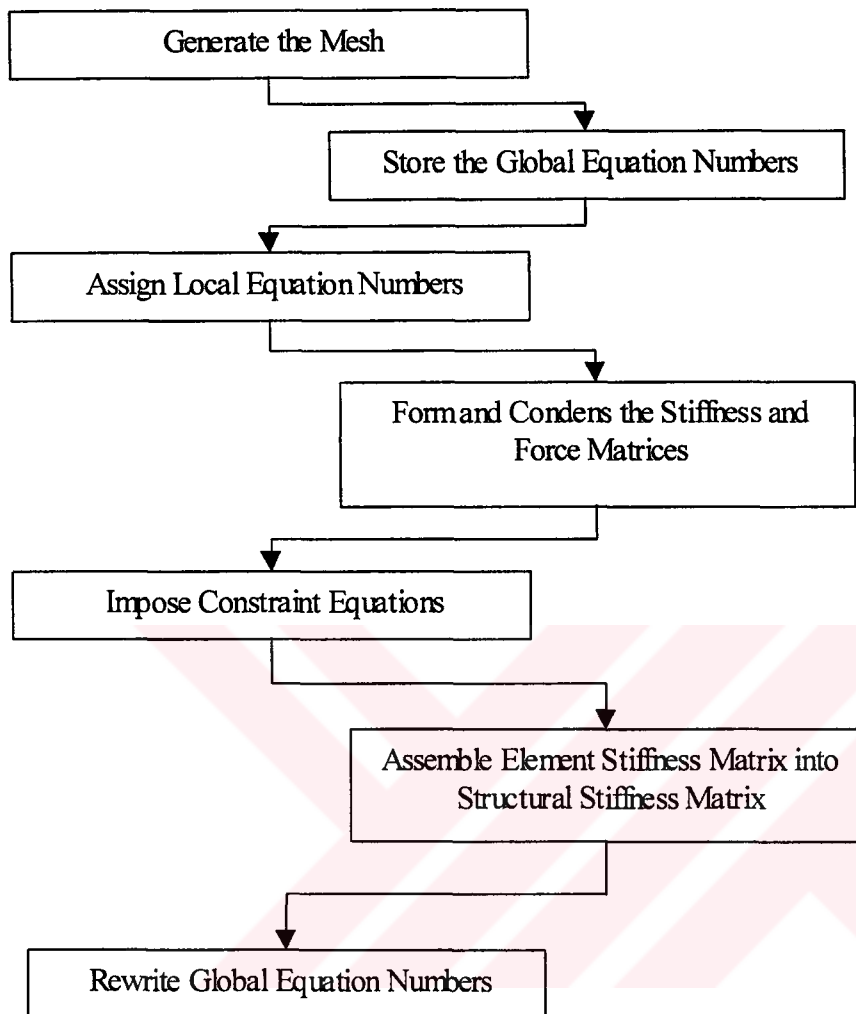 Generate the Mesh
Store the Global Equation Numbers
Assign Local Equation Numbers
Form and Condens the Stiffness and
Force Matrices
Impose Constraint Equations
Assemble Element Stiffness Matrix into
Structural Stiffness Matrix
Rewrite Global Equation Numbers